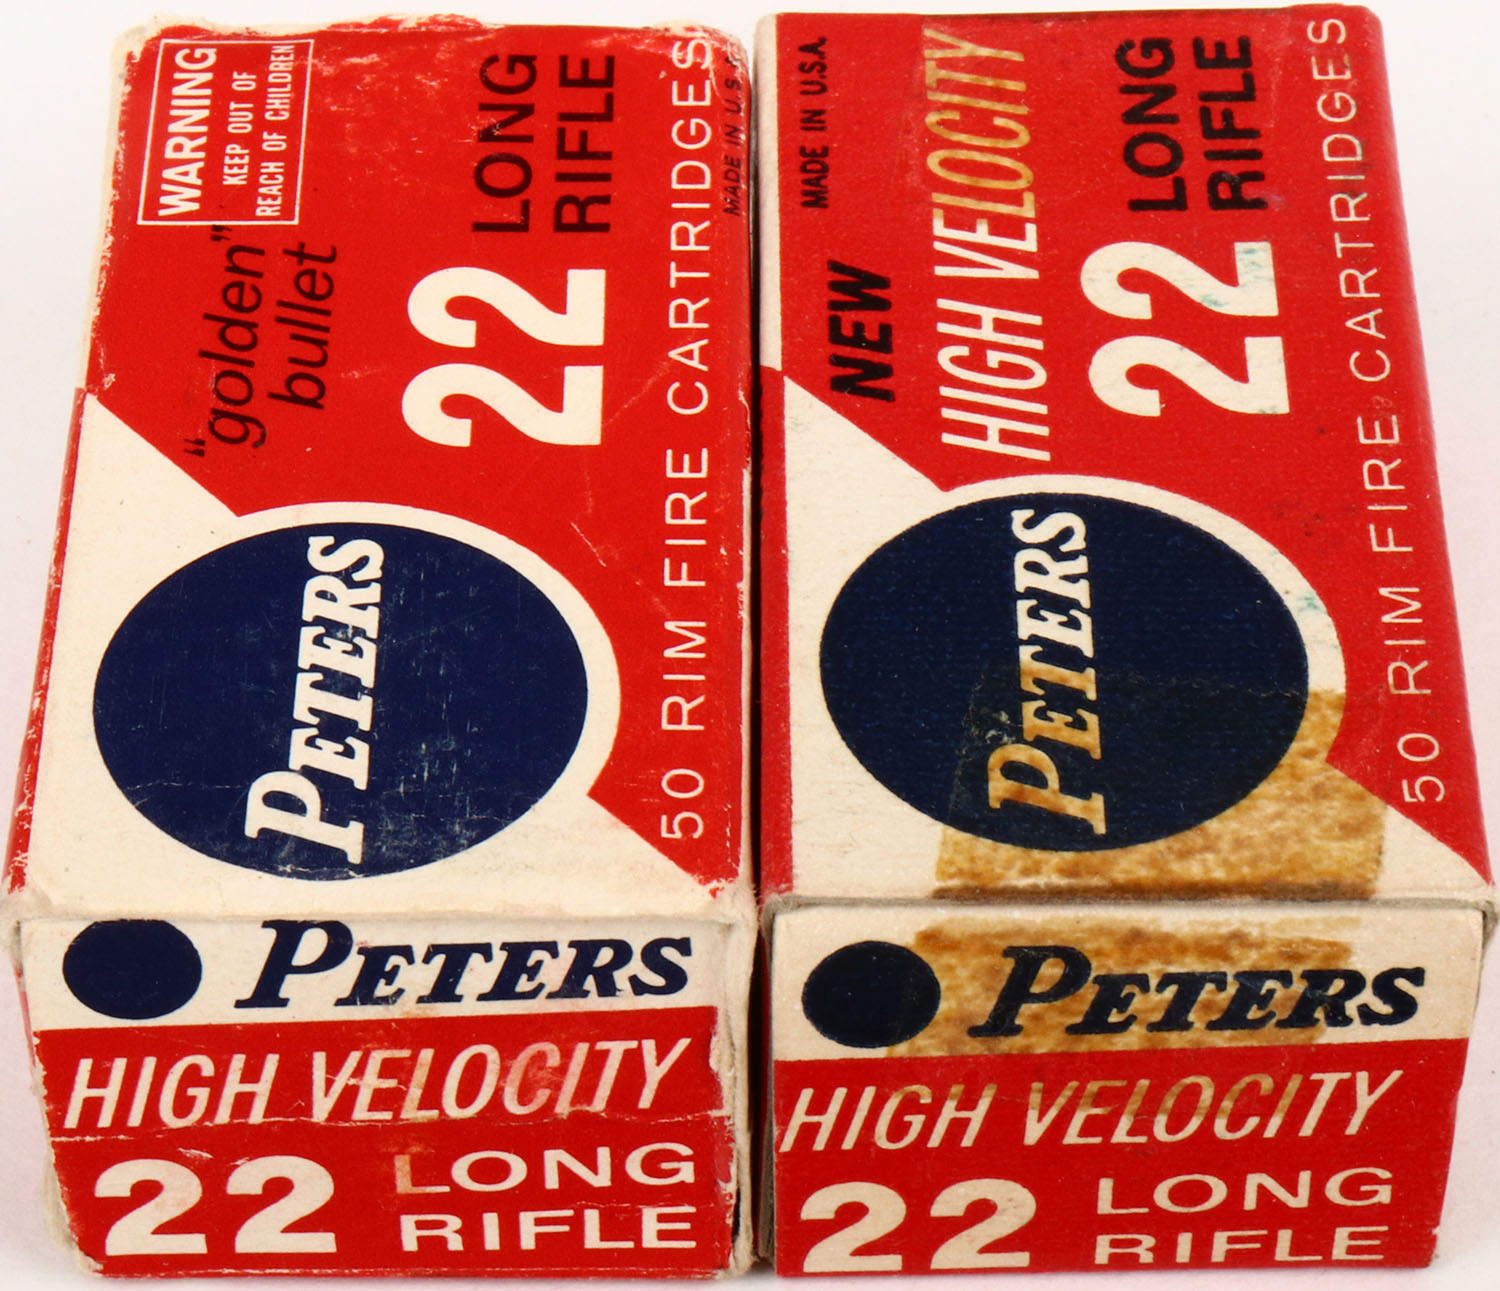 WARNING
KEEP OUT OF
REACH OF CHILDREN
"golden"
bullet
22 LONG
RIFLE
50 RIM FIRE CARTRIDGES
MADE IN U.S.A.
PETERS
PETERS
HIGH VELOCITY
22 LONG
RIFLE
MADE IN U.S.A.
NEW
HIGH VELOCITY
22 LONG
RIFLE
50 RIM FIRE CARTRIDGES
PETERS
PETERS
HIGH VELOCITY
22 LONG
RIFLE